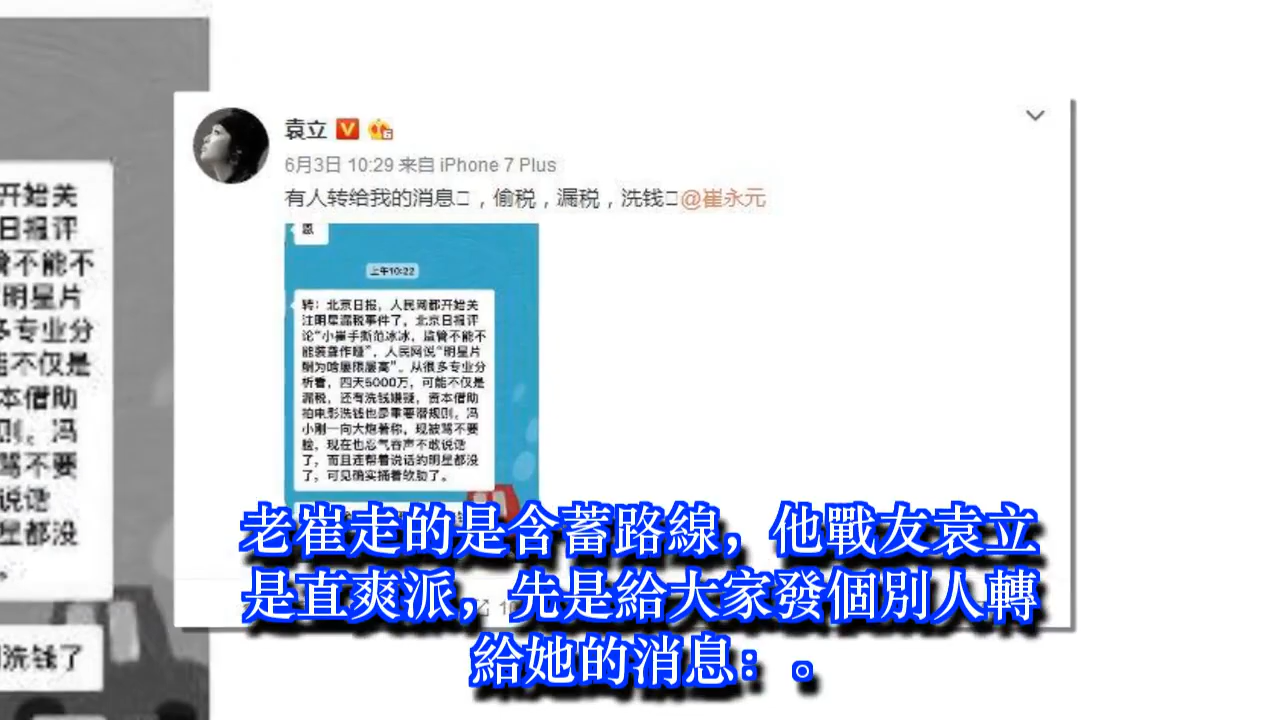 袁立
6月3日 10:29 来自 iPhone 7 Plus
有人转给我的消息，偷税，漏税，洗钱@崔永元
恩
上午10:22
转：北京日报，人民网都开始关
注明星漏税事件了，北京日报评
论“小崔手撕范冰冰，监管不能不
能装聋作哑”，人民网说“明星片
酬为啥屡限屡高”。从很多专业分
析看，四天6000万，可能不仅是
漏税，还有洗钱嫌疑，资本借助
拍电影洗钱也是重要潜规则。冯
小刚一向大炮著称，现被骂不要
脸，现在也忍气吞声不敢说话
了，而且连帮着说话的明星都没
了，可见确实捅着软肋了。
开始关
日报评
管不能不
明星片
多专业分
能不仅是
本借助
则。冯
骂不要
说话
星都没
洗钱了
老崔走的是含蓄路線，他戰友袁立
是直爽派，先是給大家發個別人轉
給她的消息：。